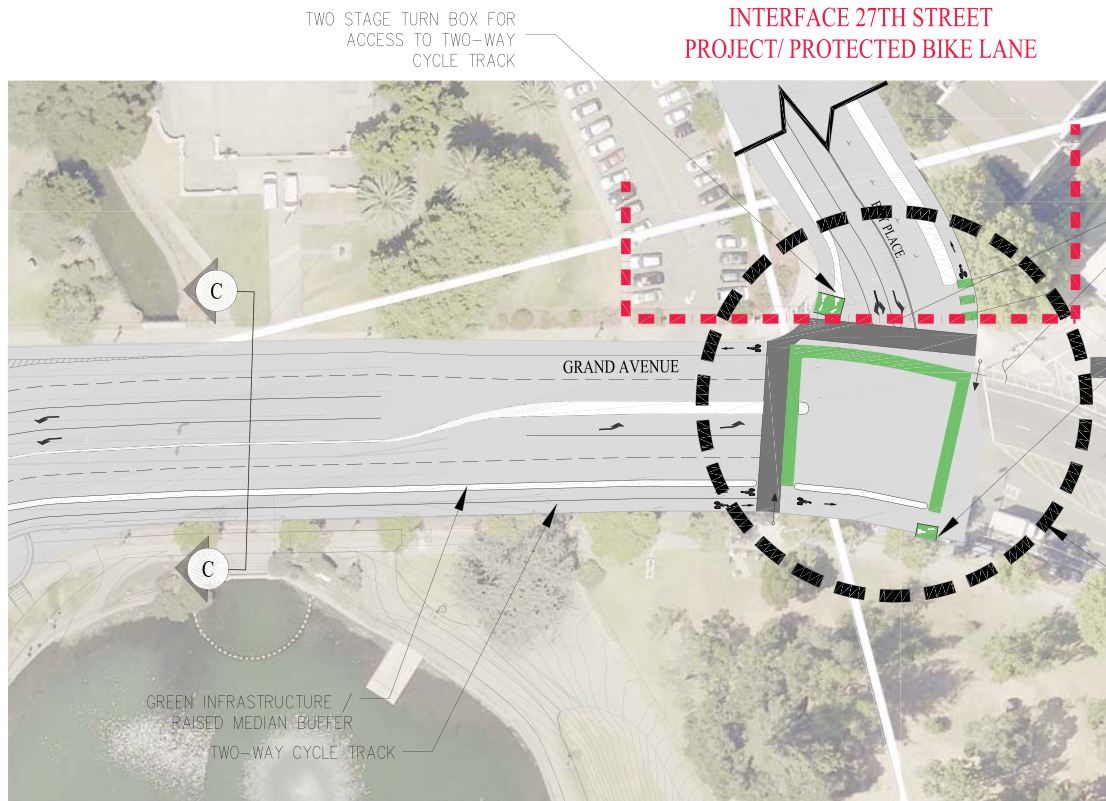 TWO STAGE TURN BOX FOR
ACCESS TO TWO-WAY
CYCLE TRACK
INTERFACE 27TH STREET
PROJECT/ PROTECTED BIKE LANE
BAY PLACE
C
GRAND AVENUE
C
GREEN INFRASTRUCTURE
RAISED MEDIAN BUFFER
TWO-WAY CYCLE TRACK